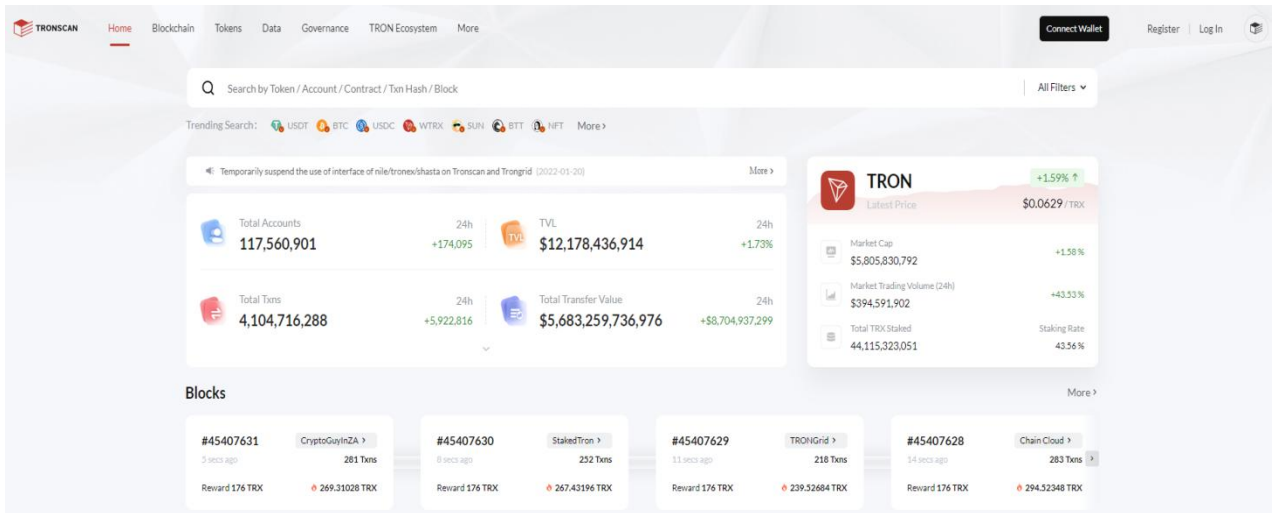 TRONSCAN Home Blockchain Tokens Data Governance TRON Ecosystem More Connect Wallet Register Log In
Search by Token / Account / Contract / Txn Hash / Block All Filters
Trending Search: USDT BTC USDC WTRX SUN BTT NFT More >
Temporarily suspend the use of interface of nile/tronex/shasta on Tronscan and Trongrid (2022-01-20) More >
Total Accounts 24h
117,560,901 +174,095
TVL TVL 24h
$12,178,436,914 +1.73%
Total Txns 24h
4,104,716,288 +5,922,816
Total Transfer Value 24h
$5,683,259,736,976 +$8,704,937,299
TRON +1.59% ↑
Latest Price $0.0629 / TRX
Market Cap
$5,805,830,792 +1.58%
Market Trading Volume (24h)
$394,591,902 +43.53%
Total TRX Staked Staking Rate
44,115,323,051 43.56%
Blocks More >
#45407631 CryptoGuyInZA >
5 secs ago 281 Txns
Reward 176 TRX 269.31028 TRX
#45407630 StakedTron >
8 secs ago 252 Txns
Reward 176 TRX 267.43196 TRX
#45407629 TRONGrid >
11 secs ago 218 Txns
Reward 176 TRX 239.52684 TRX
#45407628 Chain Cloud >
14 secs ago 283 Txns >
Reward 176 TRX 294.52348 TRX